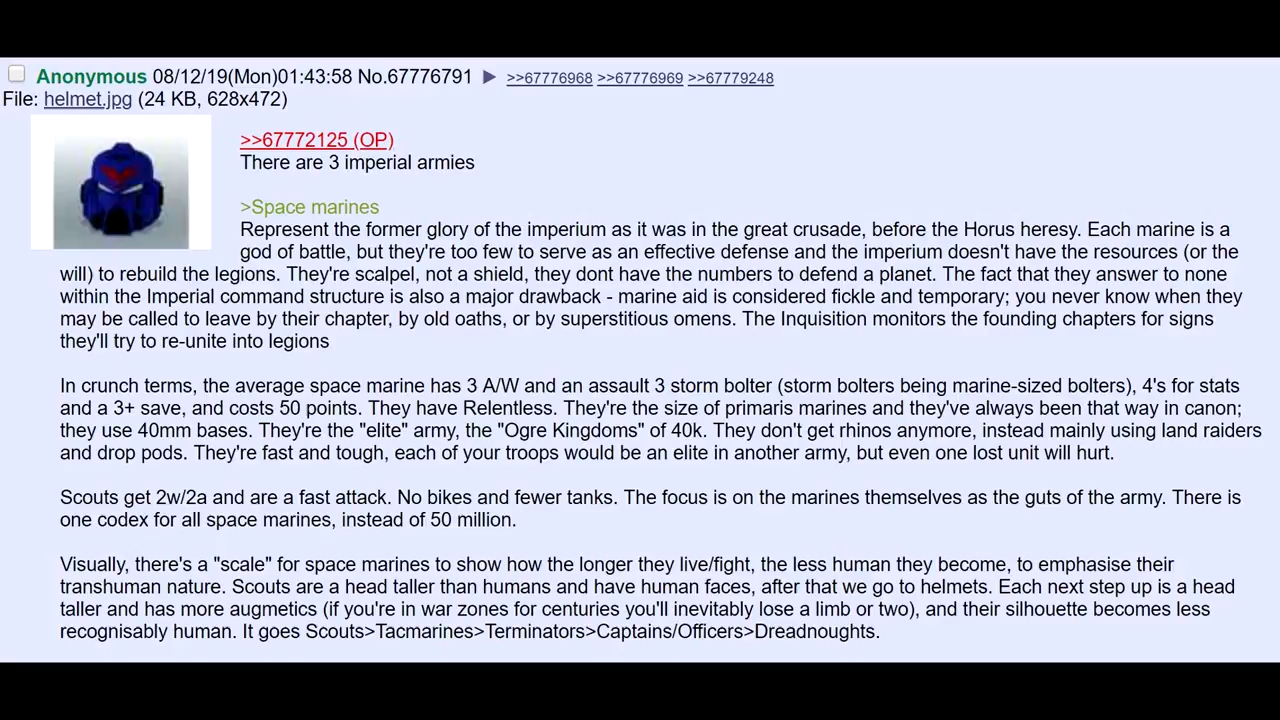 Anonymous 08/12/19(Mon)01:43:58 No.67776791 ▶ >>67776968 >>67776969 >>67779248
File: helmet.jpg (24 KB, 628x472)
>>67772125 (OP)
There are 3 imperial armies
>Space marines
Represent the former glory of the imperium as it was in the great crusade, before the Horus heresy. Each marine is a
god of battle, but they're too few to serve as an effective defense and the imperium doesn't have the resources (or the
will) to rebuild the legions. They're scalpel, not a shield, they dont have the numbers to defend a planet. The fact that they answer to none
within the Imperial command structure is also a major drawback - marine aid is considered fickle and temporary; you never know when they
may be called to leave by their chapter, by old oaths, or by superstitious omens. The Inquisition monitors the founding chapters for signs
they'll try to re-unite into legions
In crunch terms, the average space marine has 3 A/W and an assault 3 storm bolter (storm bolters being marine-sized bolters), 4's for stats
and a 3+ save, and costs 50 points. They have Relentless. They're the size of primaris marines and they've always been that way in canon;
they use 40mm bases. They're the "elite" army, the "Ogre Kingdoms" of 40k. They don't get rhinos anymore, instead mainly using land raiders
and drop pods. They're fast and tough, each of your troops would be an elite in another army, but even one lost unit will hurt.
Scouts get 2w/2a and are a fast attack. No bikes and fewer tanks. The focus is on the marines themselves as the guts of the army. There is
one codex for all space marines, instead of 50 million.
Visually, there's a "scale" for space marines to show how the longer they live/fight, the less human they become, to emphasise their
transhuman nature. Scouts are a head taller than humans and have human faces, after that we go to helmets. Each next step up is a head
taller and has more augmetics (if you're in war zones for centuries you'll inevitably lose a limb or two), and their silhouette becomes less
recognisably human. It goes Scouts>Tacmarines>Terminators>Captains/Officers>Dreadnoughts.